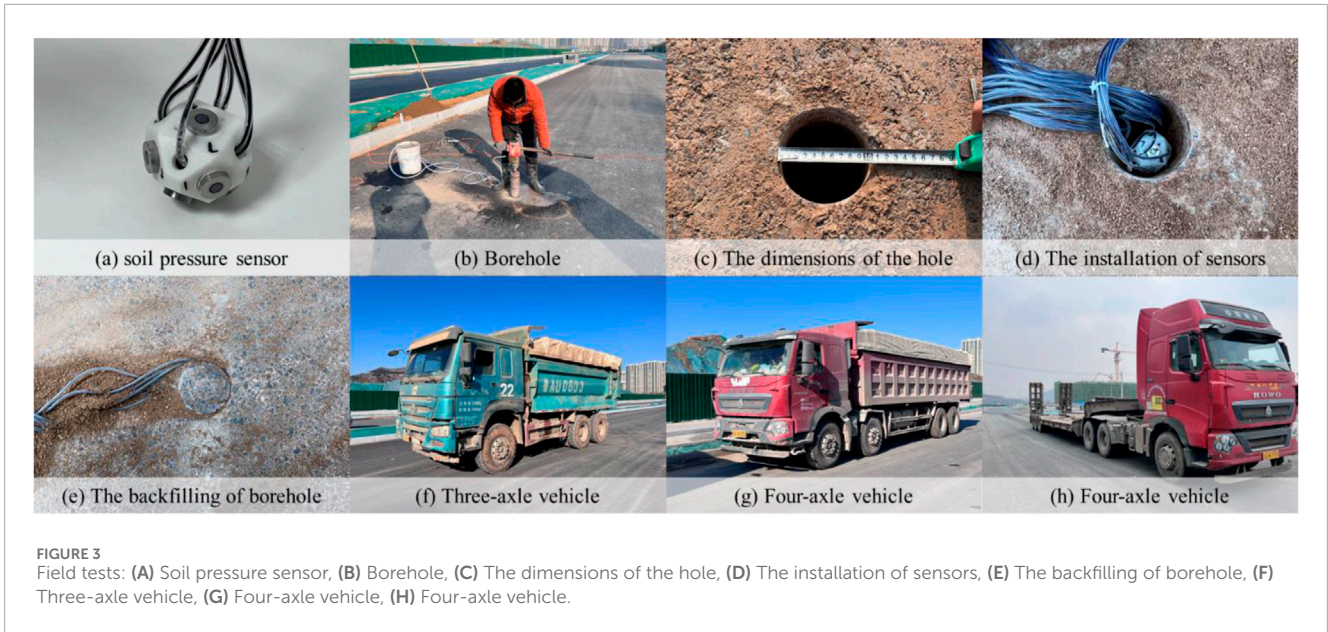 (a) soil pressure sensor
(b) Borehole
(c) The dimensions of the hole
(d) The installation of sensors
22
(e) The backfilling of borehole
(f) Three-axle vehicle
(g) Four-axle vehicle
HOWO
(h) Four-axle vehicle
FIGURE 3
Field tests: (A) Soil pressure sensor, (B) Borehole, (C) The dimensions of the hole, (D) The installation of sensors, (E) The backfilling of borehole, (F)
Three-axle vehicle, (G) Four-axle vehicle, (H) Four-axle vehicle.